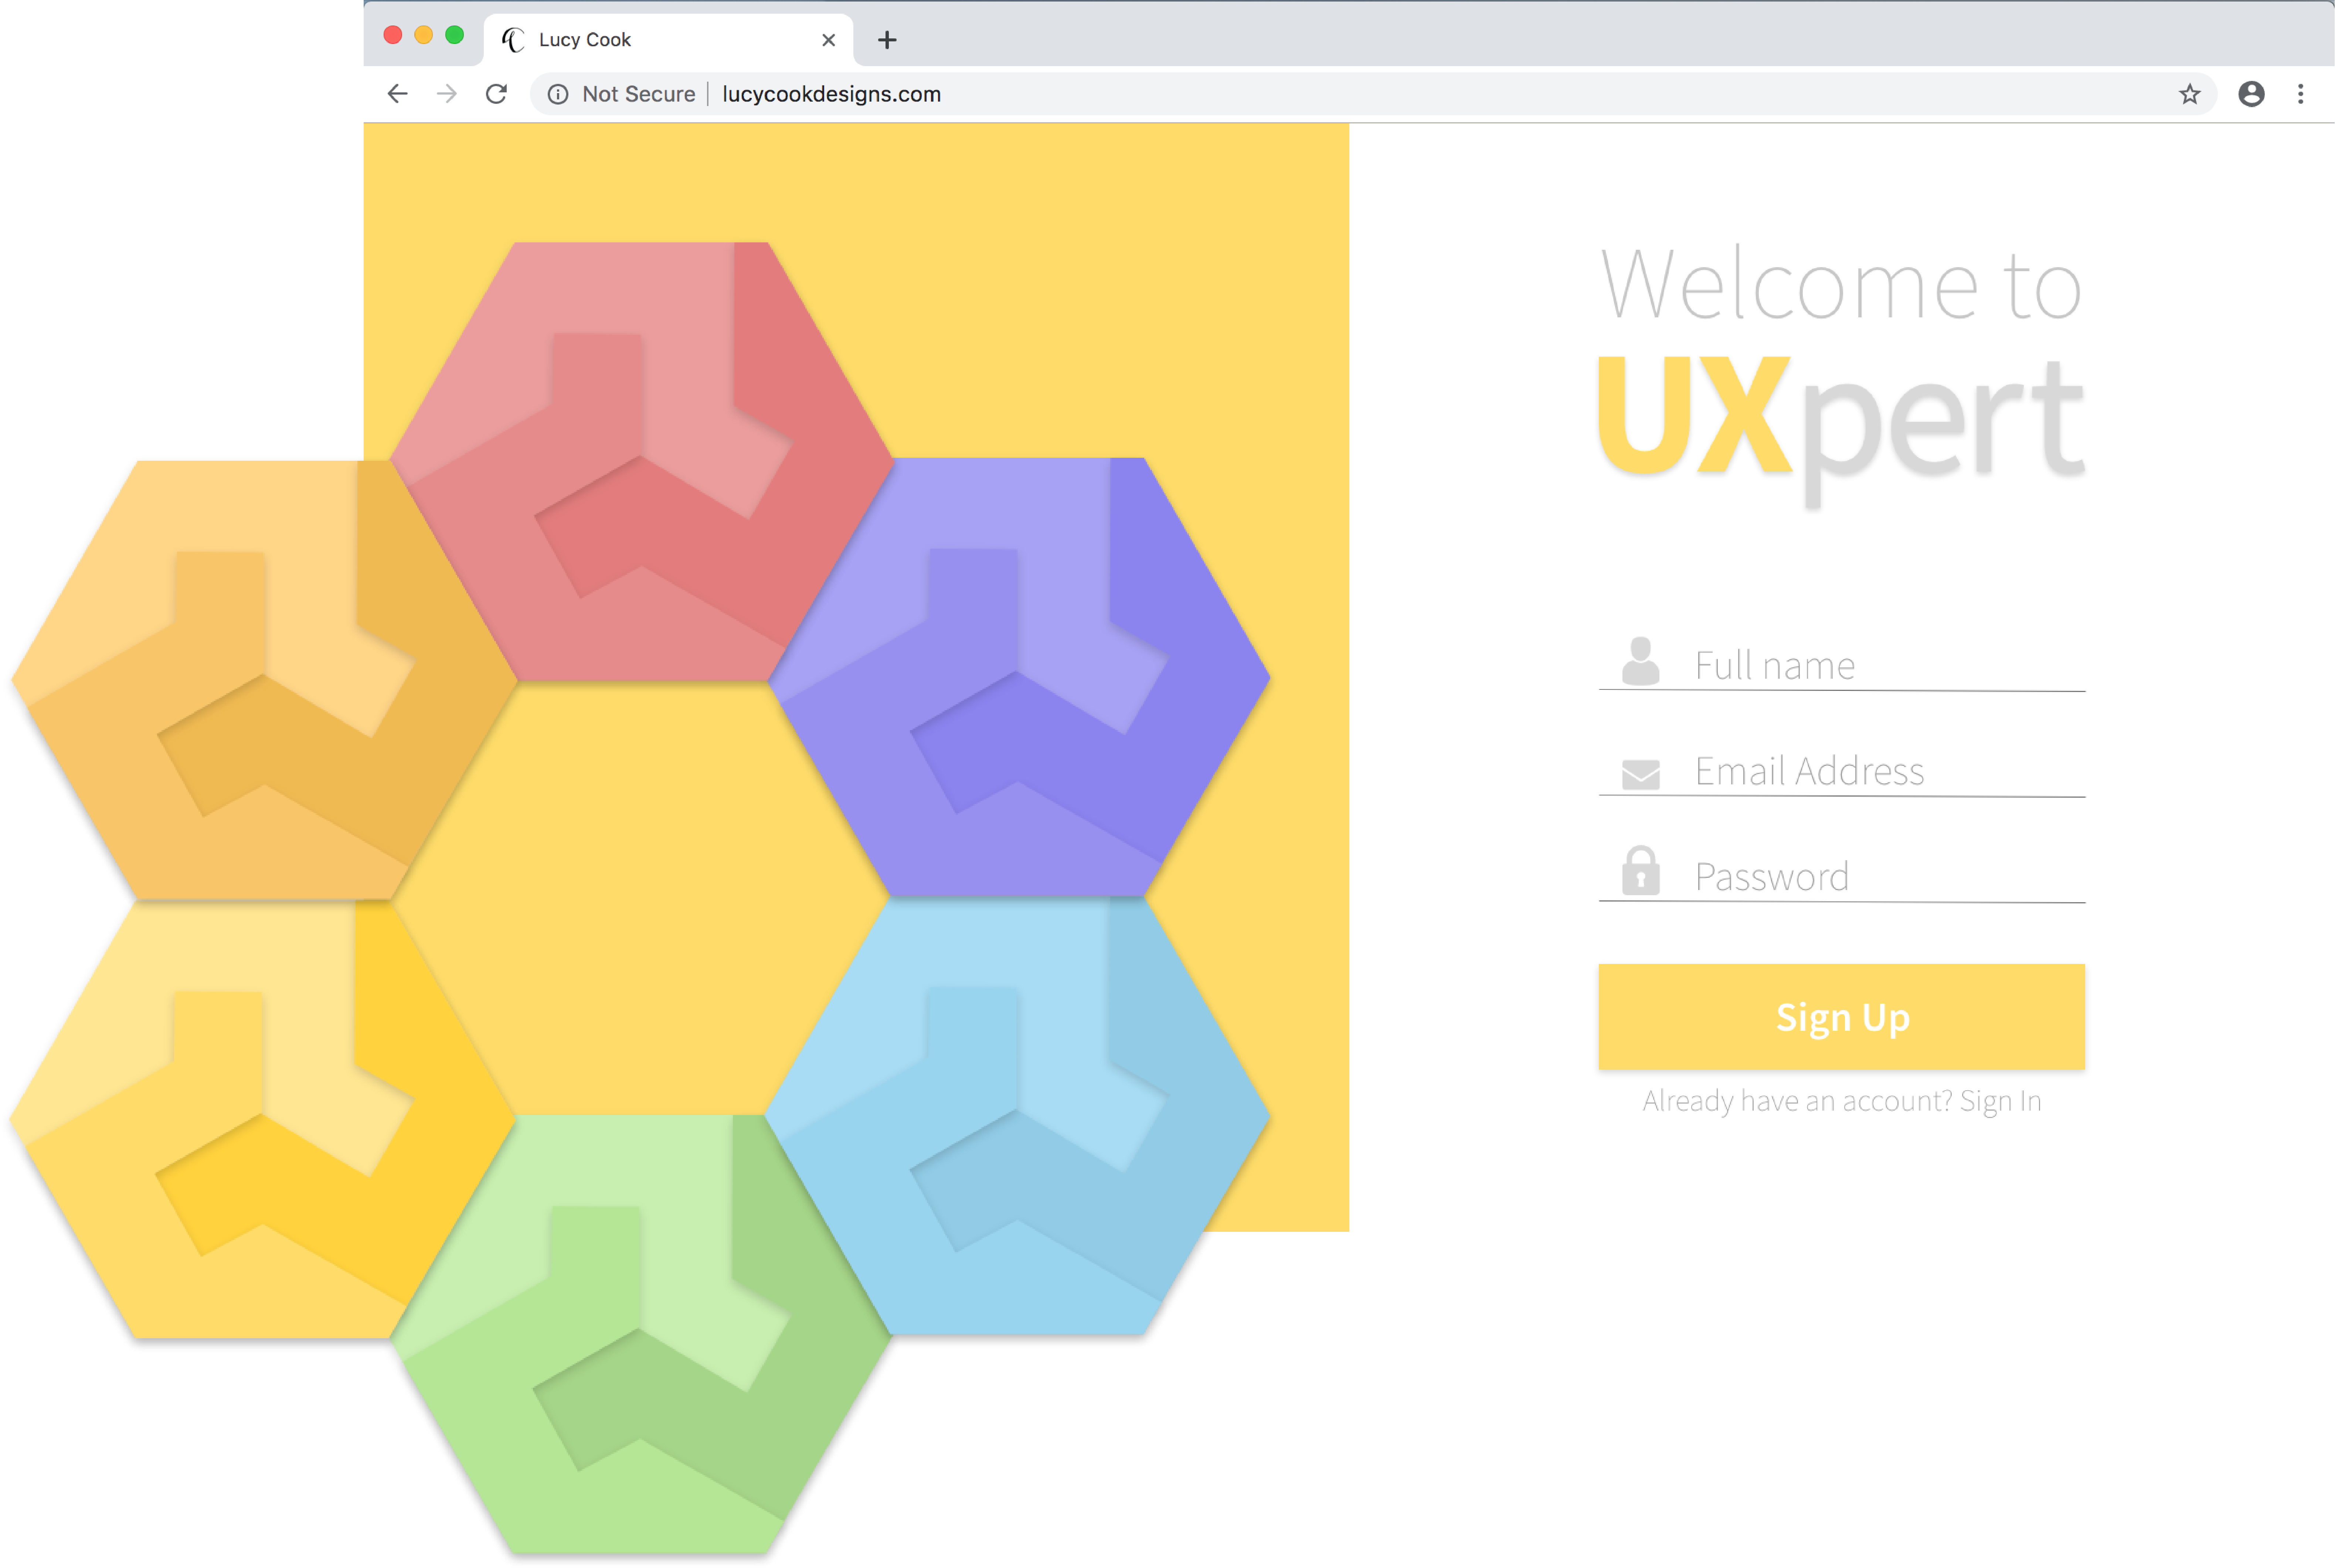 Lucy Cook
Not Secure | lucycookdesigns.com
Welcome to
UXpert
Full name
Email Address
Password
Sign Up
Already have an account? Sign In